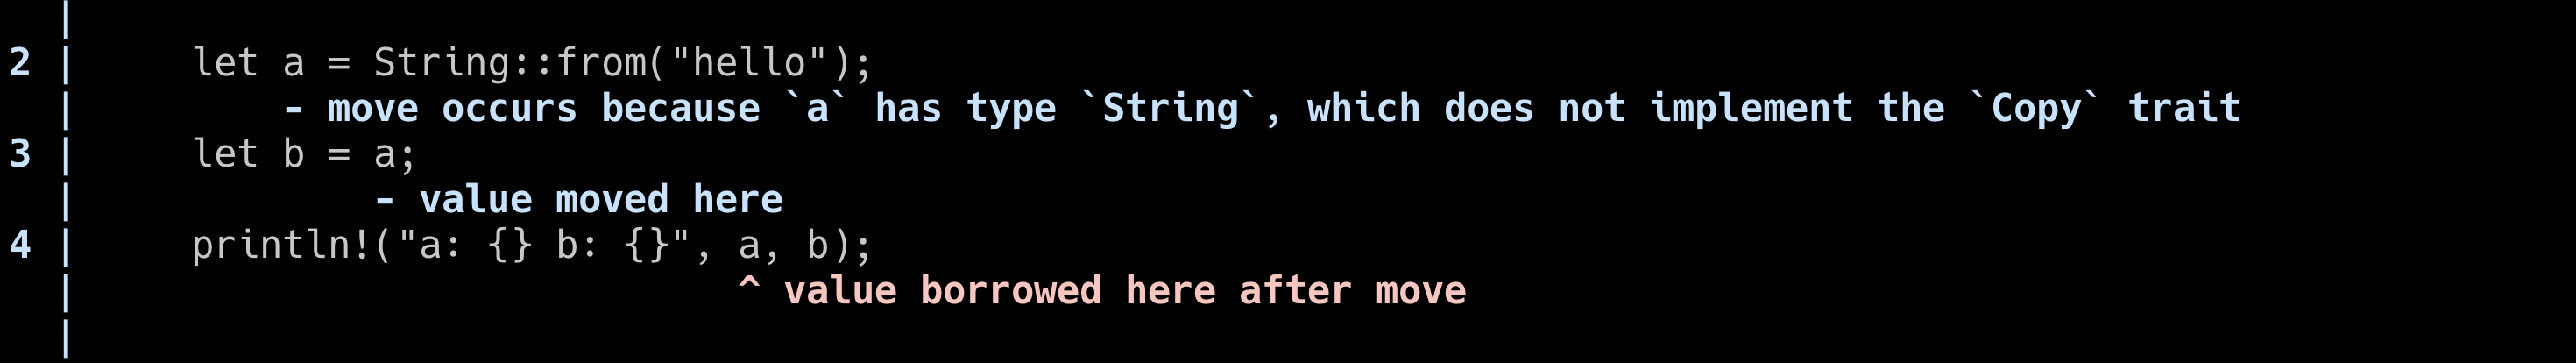 |
2 |     let a = String::from("hello");
  |         - move occurs because `a` has type `String`, which does not implement the `Copy` trait
3 |     let b = a;
  |             - value moved here
4 |     println!("a: {} b: {}", a, b);
  |                             ^ value borrowed here after move
  |